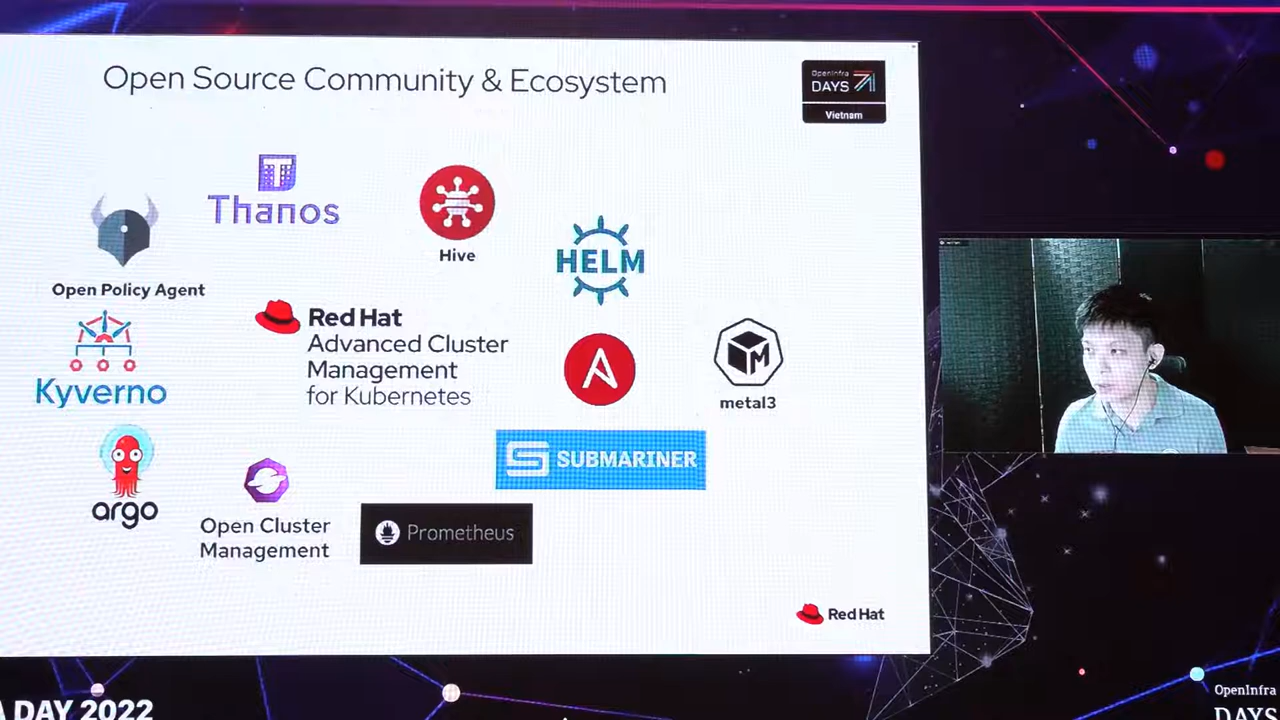 Open Source Community & Ecosystem
OpenInfra
DAYS
Vietnam
Thanos
Hive
HELM
Open Policy Agent
Red Hat
Advanced Cluster
Management
for Kubernetes
Kyverno
metal3
SUBMARINER
argo
Open Cluster
Management
Prometheus
Red Hat
A DAY 2022
OpenInfra
DAYS